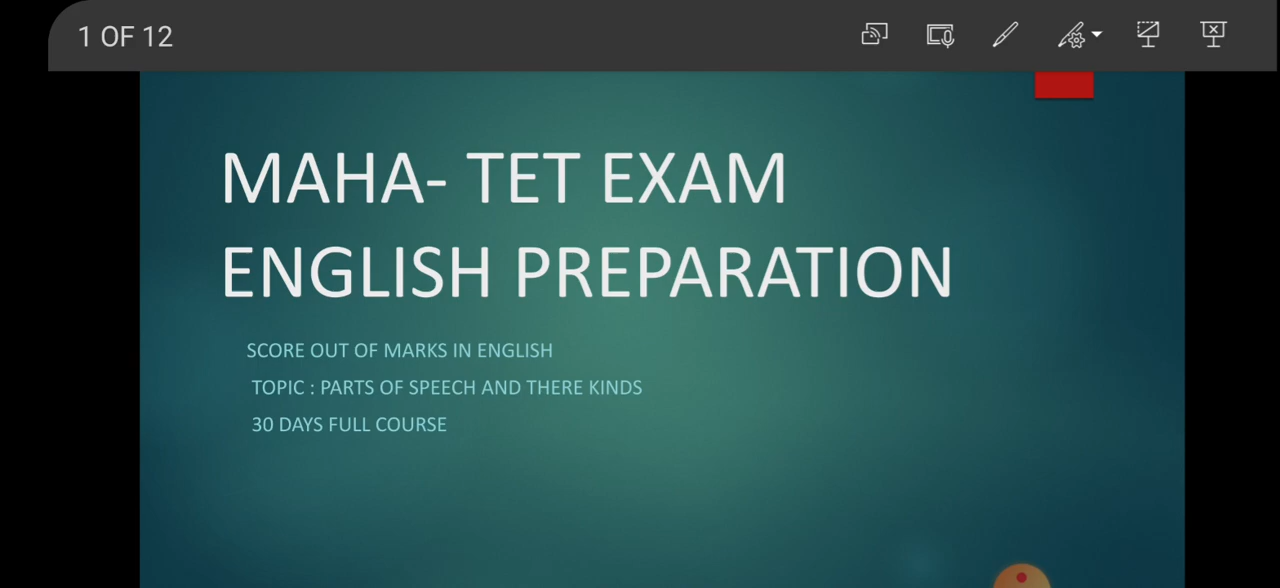 1 OF 12
MAHA- TET EXAM
ENGLISH PREPARATION
SCORE OUT OF MARKS IN ENGLISH
TOPIC : PARTS OF SPEECH AND THERE KINDS
30 DAYS FULL COURSE